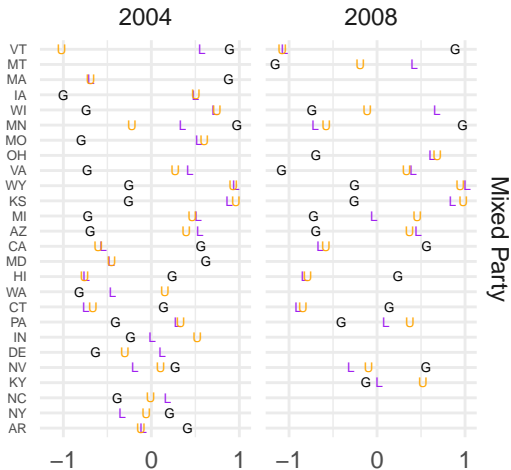 2004 2008
VT U L G U L G
MT G U L
MA L U G
IA G L U
WI G L U G U L
MN U L G L U G
MO G L U
OH G L U
VA G U L G U L
WY G U L G U L
KS G L U G L U
MI G U L G L U
AZ G U L G U L
CA U L G L U G
MD L U G
HI U L G L U G
WA G L U
CT L U G L U G
PA G L U G L U
IN G L U
DE G U L
NV L U G L U G
KY G L U
NC G U L
NY L U G
AR U L G
−1 0 1 −1 0 1
Mixed Party